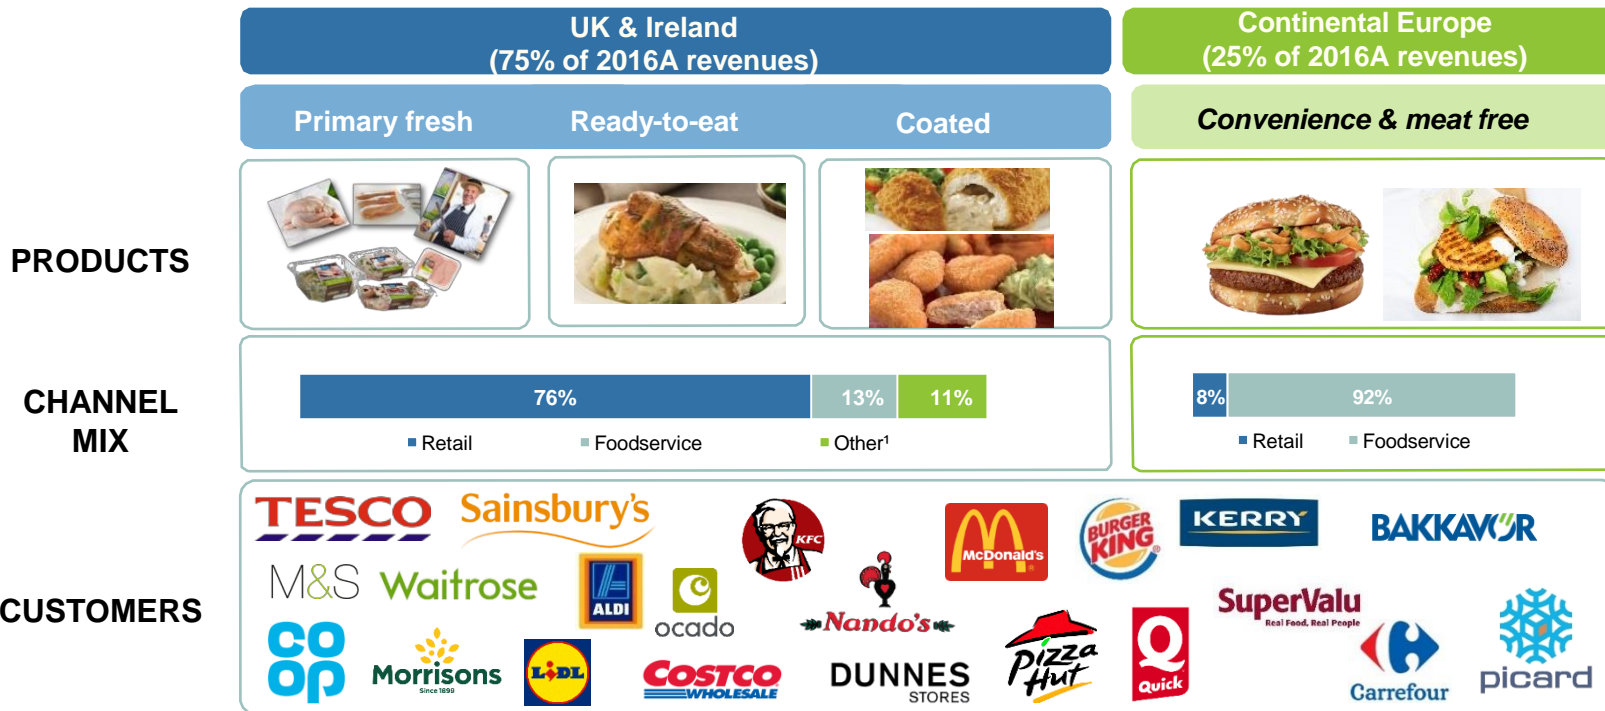 UK & Ireland
(75% of 2016A revenues)
Continental Europe
(25% of 2016A revenues)
Primary fresh
Ready-to-eat
Coated
Convenience & meat free
PRODUCTS
CHANNEL
MIX
76%
13%
11%
Retail
Foodservice
Other¹
8%
92%
Retail
Foodservice
CUSTOMERS
TESCO
Sainsbury's
KFC
McDonald's
BURGER
KING
KERRY
BAKKAVÖR
M&S
Waitrose
ALDI
ocado
Nando's
SuperValu
Real Food, Real People
CO
OP
Morrisons
Since 1899
LIDL
COSTCO
WHOLESALE
DUNNES
STORES
Pizza
Hut
Q
Quick
Carrefour
picard